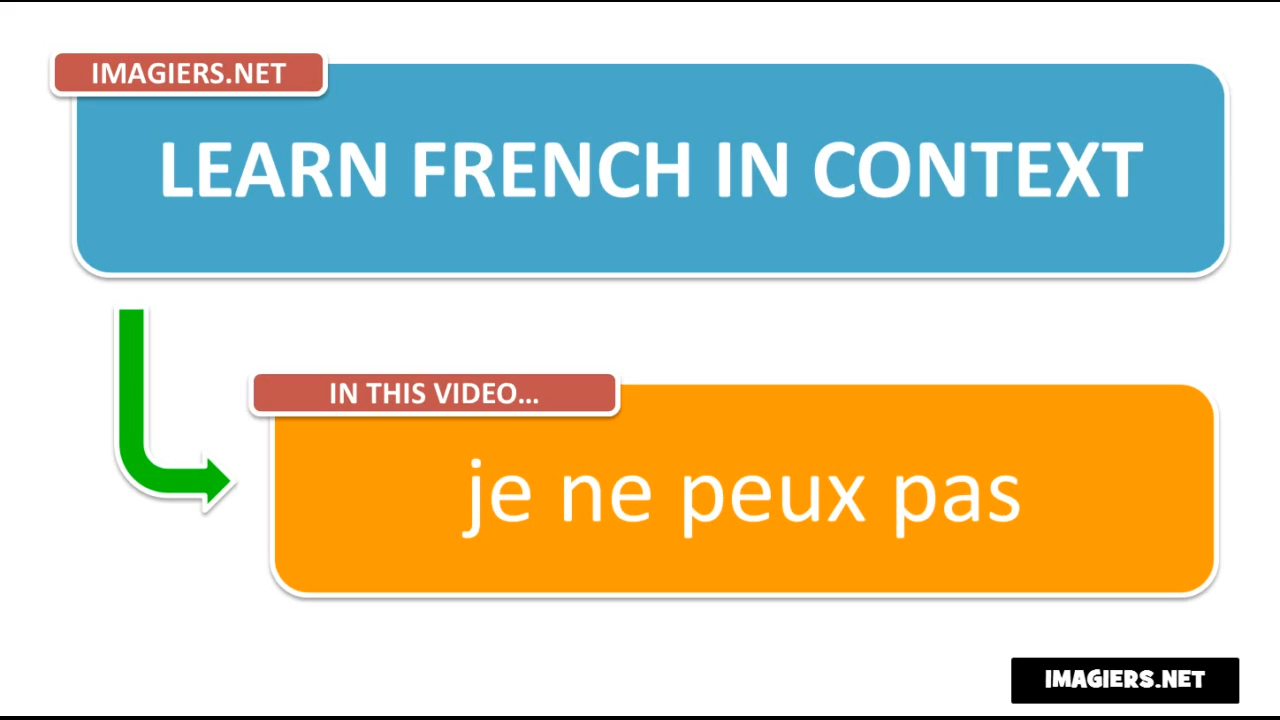 IMAGIERS.NET
LEARN FRENCH IN CONTEXT
IN THIS VIDEO...
je ne peux pas
IMAGIERS.NET